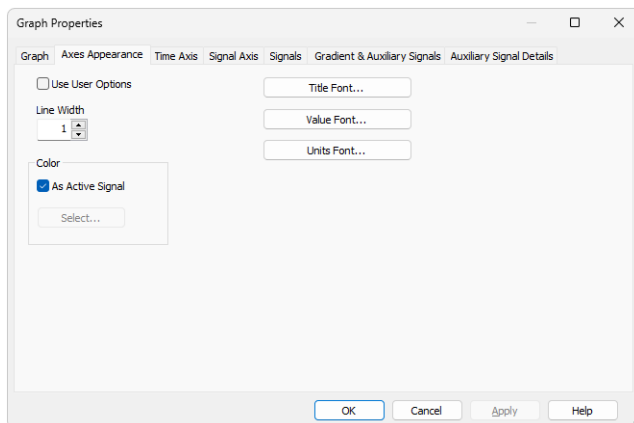 Graph Properties
Graph Axes Appearance Time Axis Signal Axis Signals Gradient & Auxiliary Signals Auxiliary Signal Details
Use User Options
Title Font...
Line Width
1
Value Font...
Units Font...
Color
As Active Signal
Select...
OK Cancel Apply Help